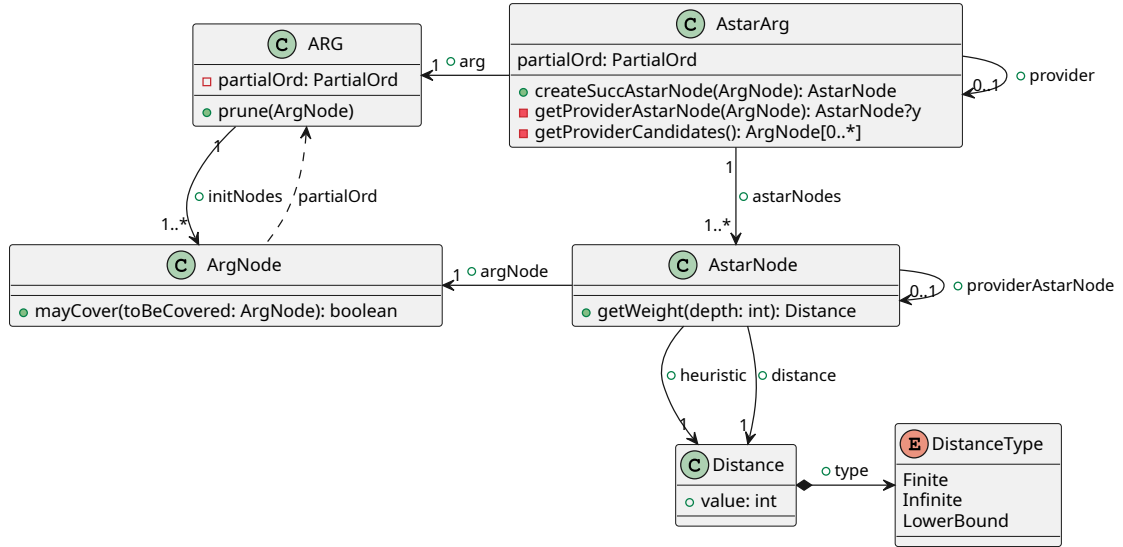 C ARG
partialOrd: PartialOrd
prune(ArgNode)
1 arg
C AstarArg
partialOrd: PartialOrd
createSuccAstarNode(ArgNode): AstarNode
getProviderAstarNode(ArgNode): AstarNode?y
getProviderCandidates(): ArgNode[0..*]
0..1 provider
1
initNodes
1..*
partialOrd
1
astarNodes
1..*
C ArgNode
mayCover(toBeCovered: ArgNode): boolean
1 argNode
C AstarNode
getWeight(depth: int): Distance
0..1 providerAstarNode
heuristic
1
distance
1
C Distance
value: int
type
E DistanceType
Finite
Infinite
LowerBound